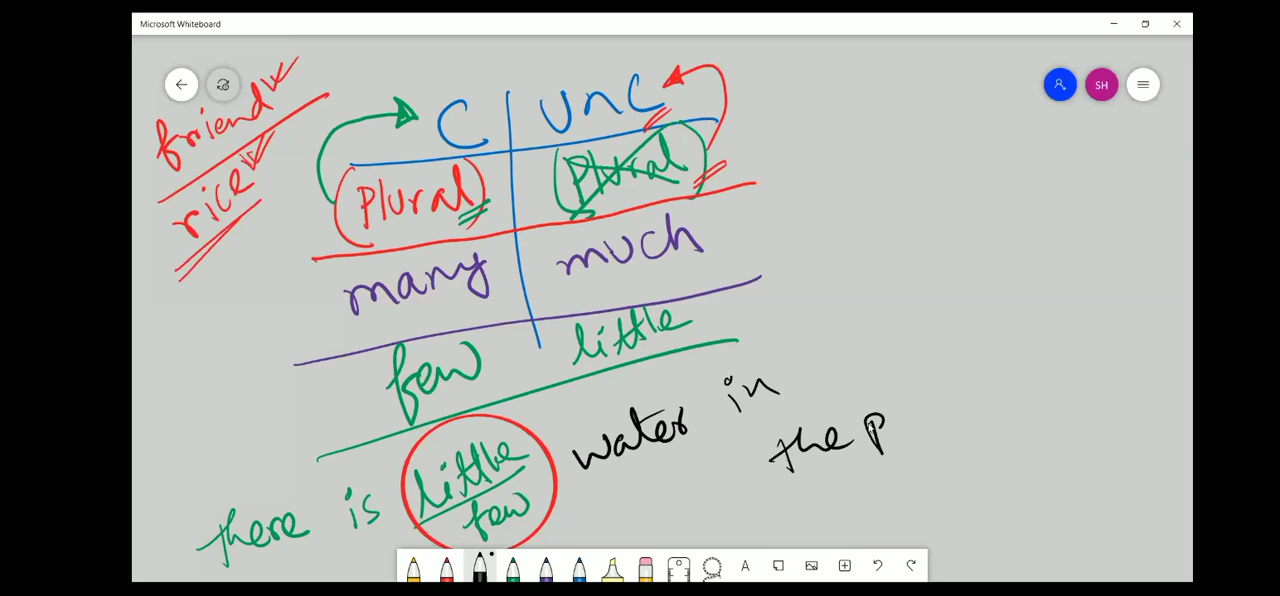 Microsoft Whiteboard
SH
friend
rice
C UnC
Plural Plural
many much
few little
there is little water in the P
few
A